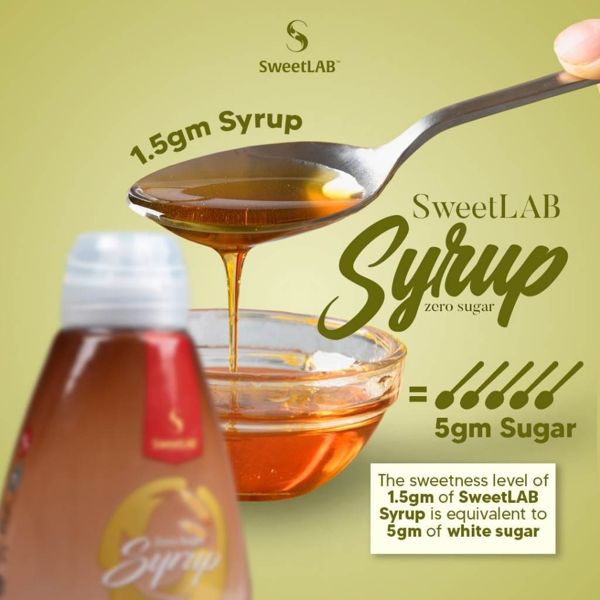 SweetLAB™
1.5gm Syrup
SweetLAB
Syrup
zero sugar
=
5gm Sugar
The sweetness level of
1.5gm of SweetLAB
Syrup is equivalent to
5gm of white sugar
SweetLAB
Syrup